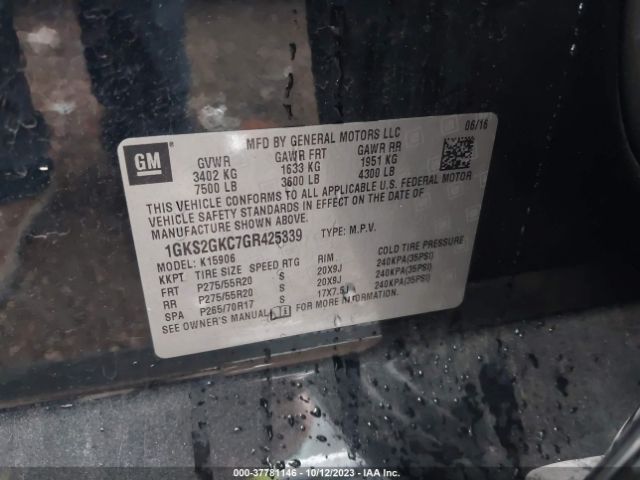 MFD BY GENERAL MOTORS LLC 06/16
GM
GVWR GAWR FRT GAWR RR
3402 KG 1633 KG 1951 KG
7500 LB 3600 LB 4300 LB
THIS VEHICLE CONFORMS TO ALL APPLICABLE U.S. FEDERAL MOTOR
VEHICLE SAFETY STANDARDS IN EFFECT ON THE DATE OF
MANUFACTURE SHOWN ABOVE.
1GKS2GKC7GR425339 TYPE: M.P.V.
MODEL: K15906
KKPT TIRE SIZE SPEED RTG RIM COLD TIRE PRESSURE
FRT P275/55R20 S 20X9J 240KPA(35PSI)
RR P275/55R20 S 20X9J 240KPA(35PSI)
SPA P265/70R17 S 17X7.5J 240KPA(35PSI)
SEE OWNER'S MANUAL FOR MORE INFORMATION.
000-37781146 - 10/12/2023 - IAA Inc.